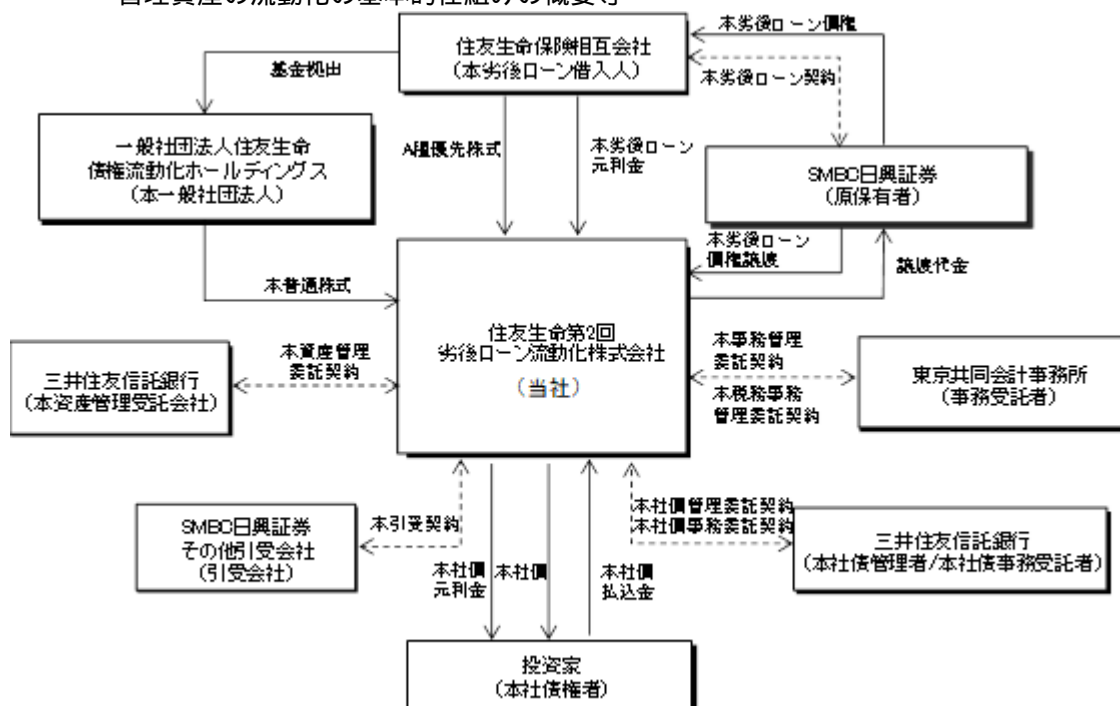 管理資産の流動化の基本的仕組みの概要等
住友生命保険相互会社
(本劣後ローン借入人)
本劣後ローン債権
本劣後ローン契約
基金拠出
一般社団法人住友生命
債権流動化ホールディングス
(本一般社団法人)
A種優先株式
本劣後ローン
元利金
SMBC日興証券
(原保有者)
本劣後ローン
債権譲渡
譲渡代金
本普通株式
住友生命第2回
劣後ローン流動化株式会社
(当社)
本資産管理
委託契約
三井住友信託銀行
(本資産管理受託会社)
本事務管理
委託契約
本税務事務
管理委託契約
東京共同会計事務所
(事務受託者)
SMBC日興証券
その他引受会社
(引受会社)
本引受契約
本社債
元利金
本社債
本社債
払込金
本社債管理委託契約
本社債事務委託契約
三井住友信託銀行
(本社債管理者/本社債事務受託者)
投資家
(本社債権者)